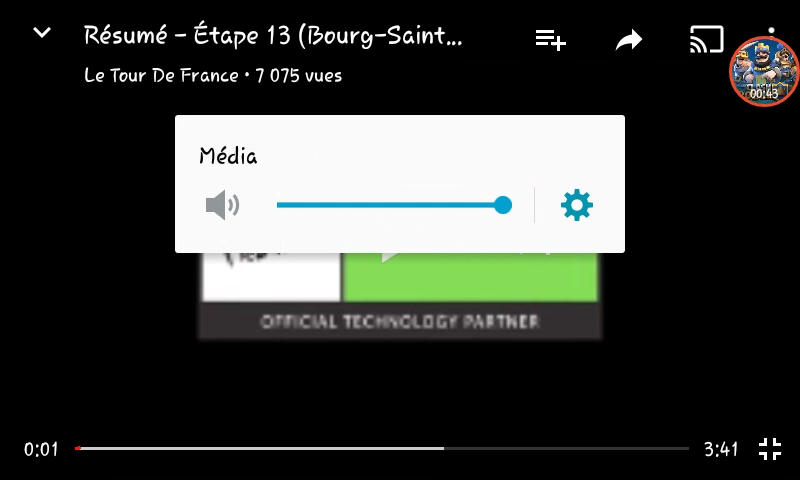 Résumé – Étape 13 (Bourg-Saint...
Le Tour De France • 7 075 vues
00:43
Média
OFFICIAL TECHNOLOGY PARTNER
0:01
3:41